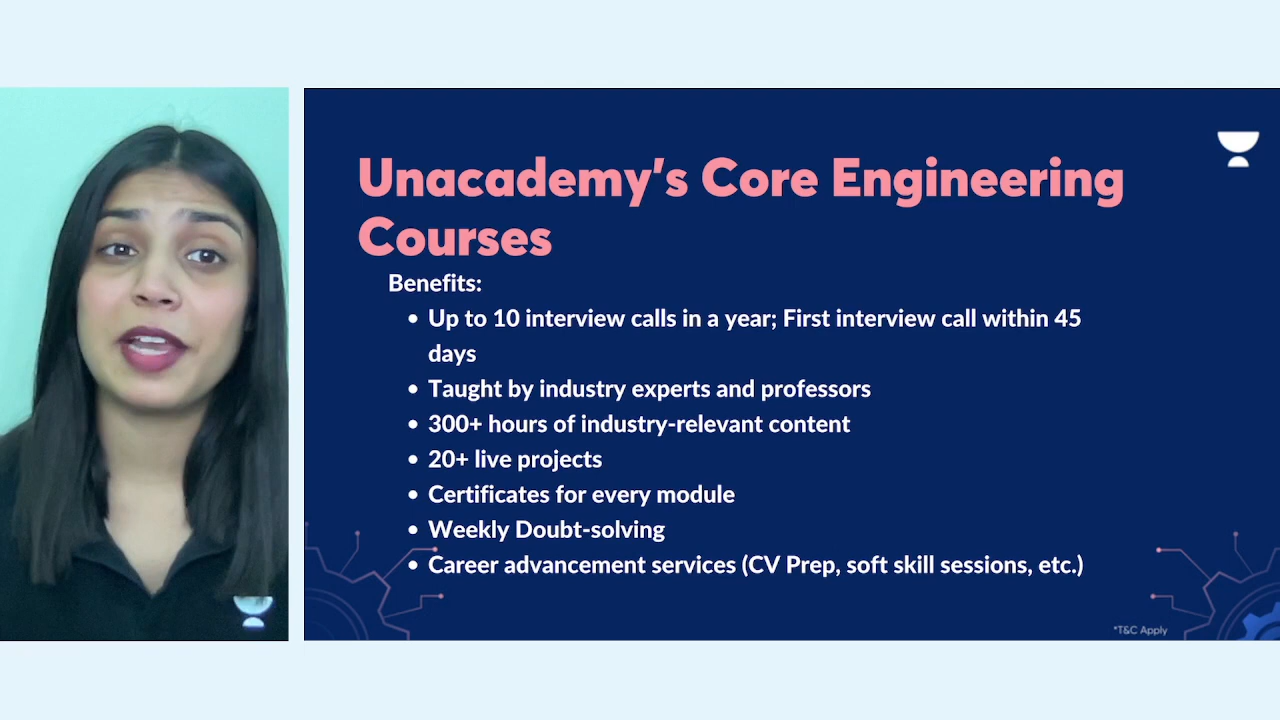 Unacademy's Core Engineering
Courses
Benefits:
• Up to 10 interview calls in a year; First interview call within 45
days
• Taught by industry experts and professors
• 300+ hours of industry-relevant content
• 20+ live projects
• Certificates for every module
• Weekly Doubt-solving
• Career advancement services (CV Prep, soft skill sessions, etc.)
*T&C Apply